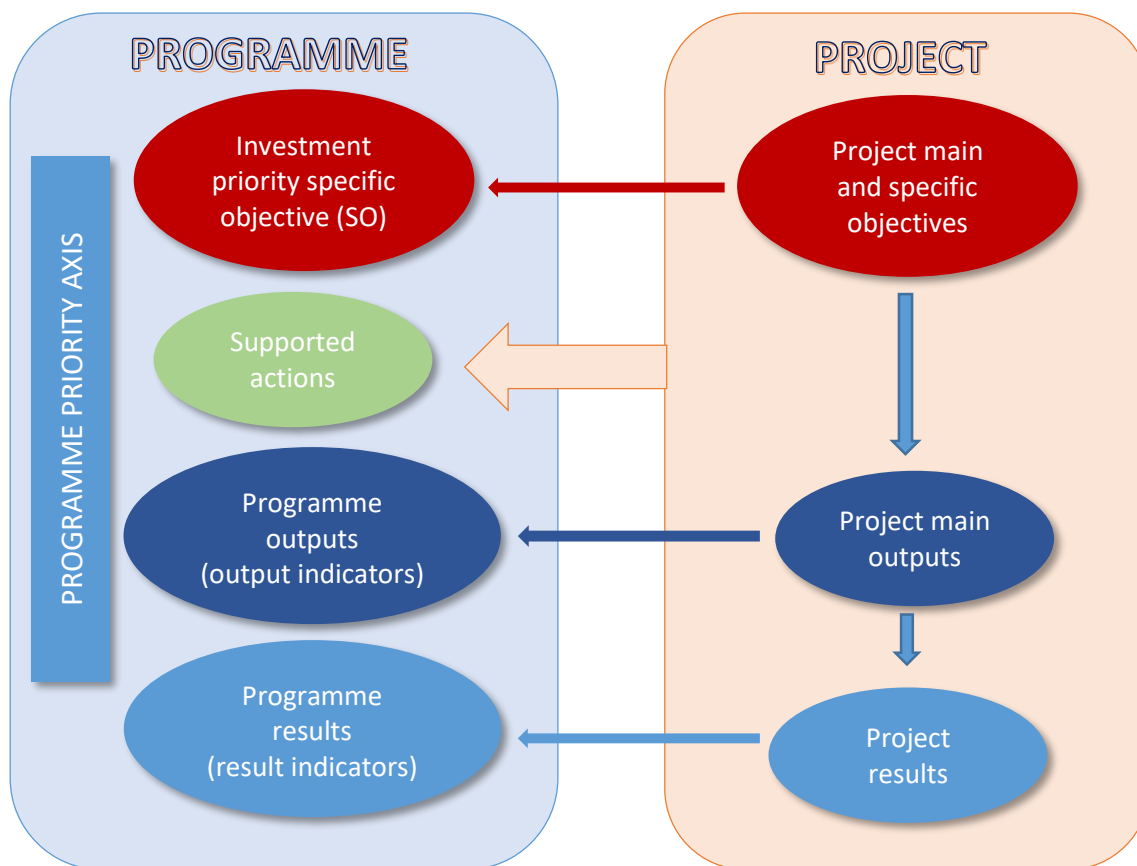 PROGRAMME
PROJECT
PROGRAMME PRIORITY AXIS
Investment
priority specific
objective (SO)
Project main
and specific
objectives
Supported
actions
Programme
outputs
(output indicators)
Project main
outputs
Programme
results
(result indicators)
Project
results